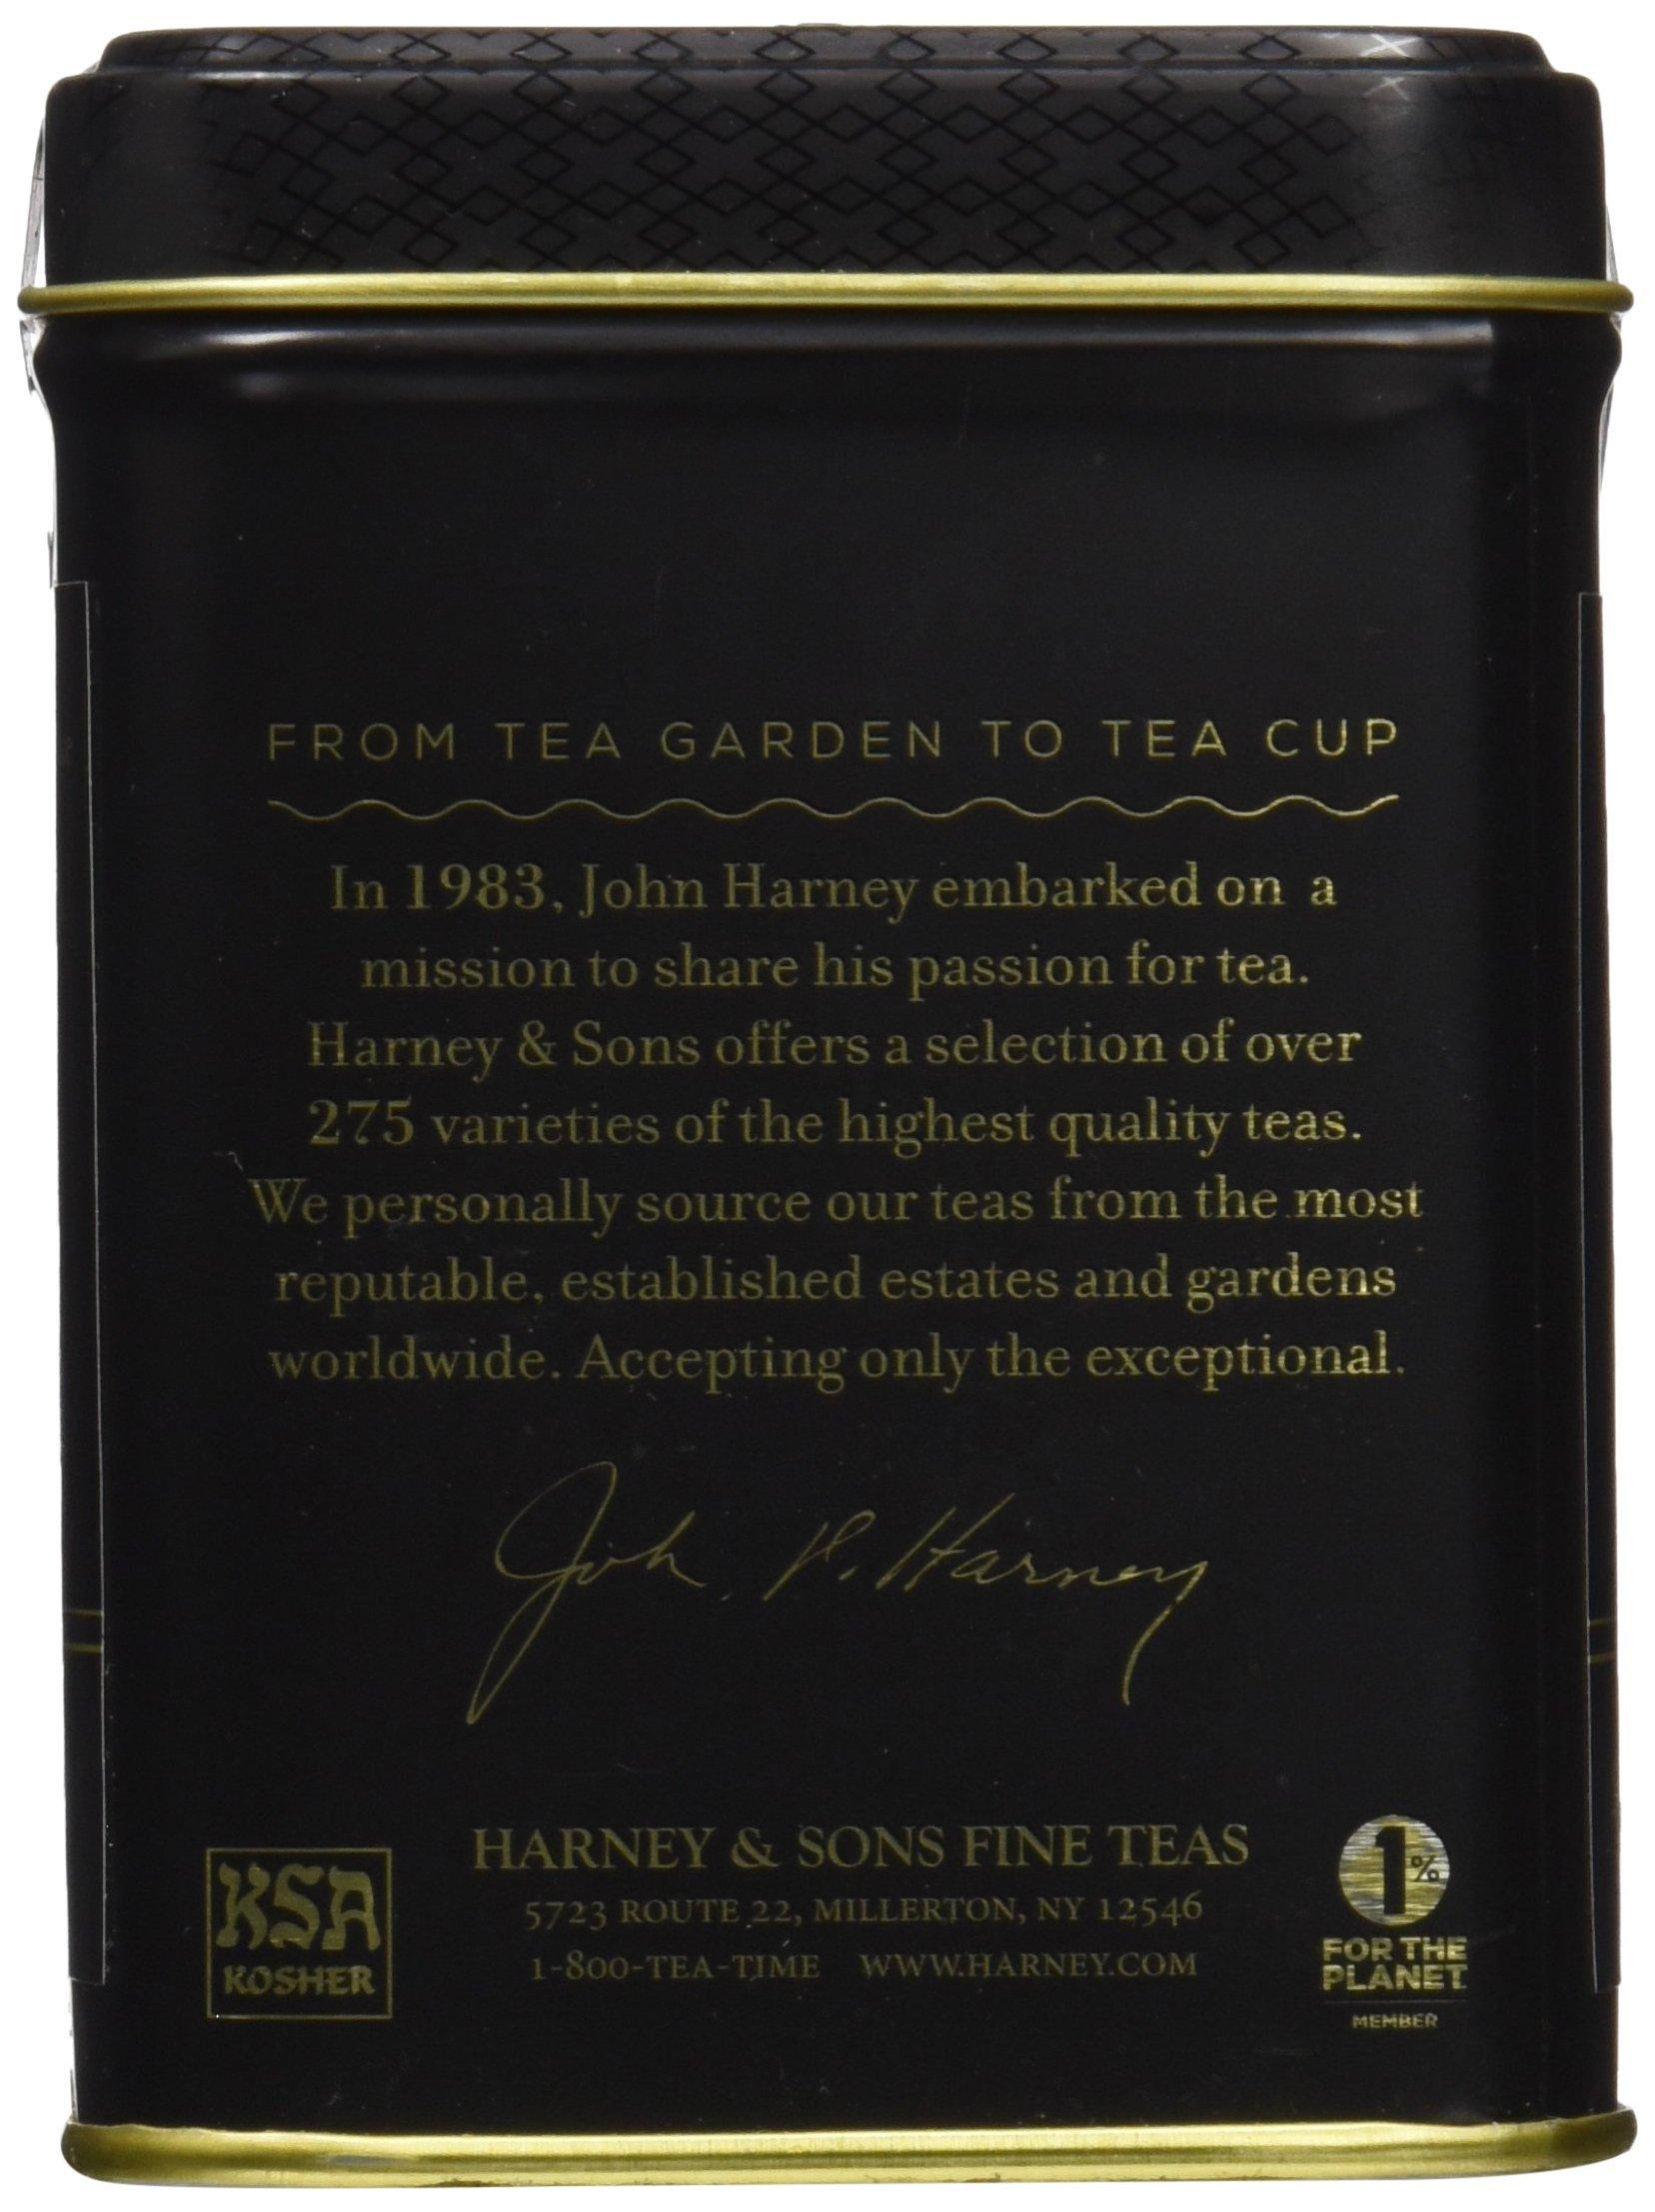 FROM TEA GARDEN TO TEA CUP
In 1983, John Harney embarked on a
mission to share his passion for tea.
Harney & Sons offers a selection of over
275 varieties of the highest quality teas.
We personally source our teas from the most
reputable, established estates and gardens
worldwide. Accepting only the exceptional.
John P. Harney
KSA
KOSHER
HARNEY & SONS FINE TEAS
5723 ROUTE 22, MILLERTON, NY 12546
1-800-TEA-TIME WWW.HARNEY.COM
1%
FOR THE
PLANET
MEMBER